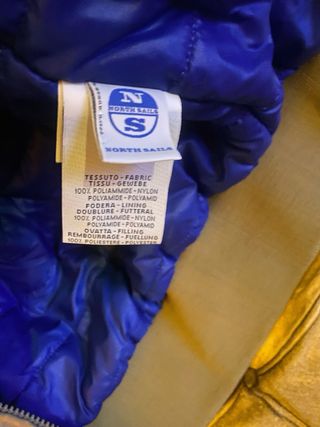 N
S
NORTH SAILS
TESSUTO - FABRIC
TISSU - GEWEBE
100% POLIAMMIDE - NYLON
POLYAMIDE - POLYAMID
FODERA - LINING
DOUBLURE - FUTTERAL
100% POLIAMMIDE - NYLON
POLYAMIDE - POLYAMID
OVATTA - FILLING
REMBOURRAGE - FUELLUNG
100% POLIESTERE - POLYESTER